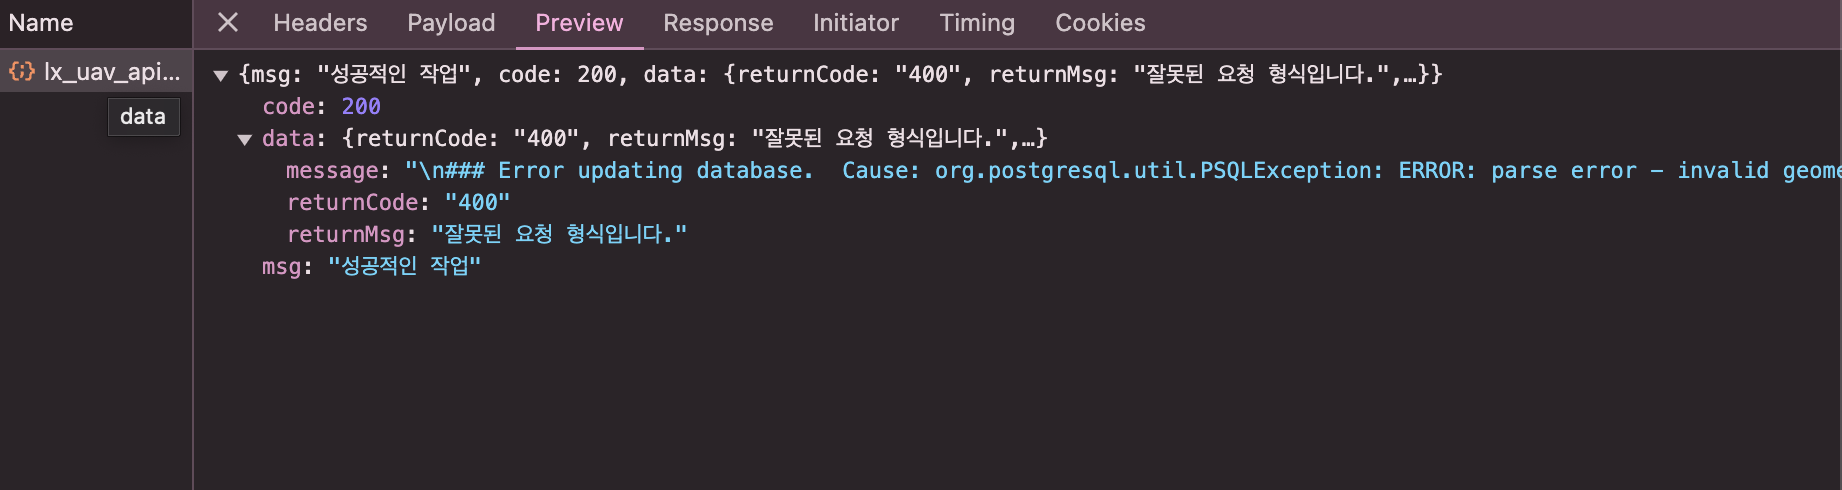 Name
Headers Payload Preview Response Initiator Timing Cookies
lx_uav_api...
data
{msg: "성공적인 작업", code: 200, data: {returnCode: "400", returnMsg: "잘못된 요청 형식입니다.",…}}
code: 200
data: {returnCode: "400", returnMsg: "잘못된 요청 형식입니다.",…}
message: "\n### Error updating database.  Cause: org.postgresql.util.PSQLException: ERROR: parse error – invalid geome
returnCode: "400"
returnMsg: "잘못된 요청 형식입니다."
msg: "성공적인 작업"